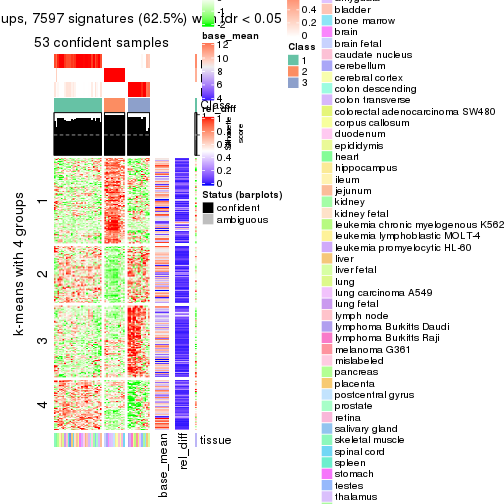 ups, 7597 signatures (62.5%) w fdr < 0.05
53 confident samples
k-means with 4 groups
1
2
3
4
base_mean
rel_diff
tissue
-2
base_mean
12
10
8
6
4
rel_diff
1
0.8
0.6
0.4
0.2
0
Status (barplots)
confident
ambiguous
0.4
0.2
0
Class
1
2
3
Class
score
bladder
bone marrow
brain
brain fetal
caudate nucleus
cerebellum
cerebral cortex
colon descending
colon transverse
colorectal adenocarcinoma SW480
corpus callosum
duodenum
epididymis
heart
hippocampus
ileum
jejunum
kidney
kidney fetal
leukemia chronic myelogenous K562
leukemia lymphoblastic MOLT-4
leukemia promyelocytic HL-60
liver
liver fetal
lung
lung carcinoma A549
lung fetal
lymph node
lymphoma Burkitts Daudi
lymphoma Burkitts Raji
melanoma G361
mislabeled
pancreas
placenta
postcentral gyrus
prostate
retina
salivary gland
skeletal muscle
spinal cord
spleen
stomach
testes
thalamus